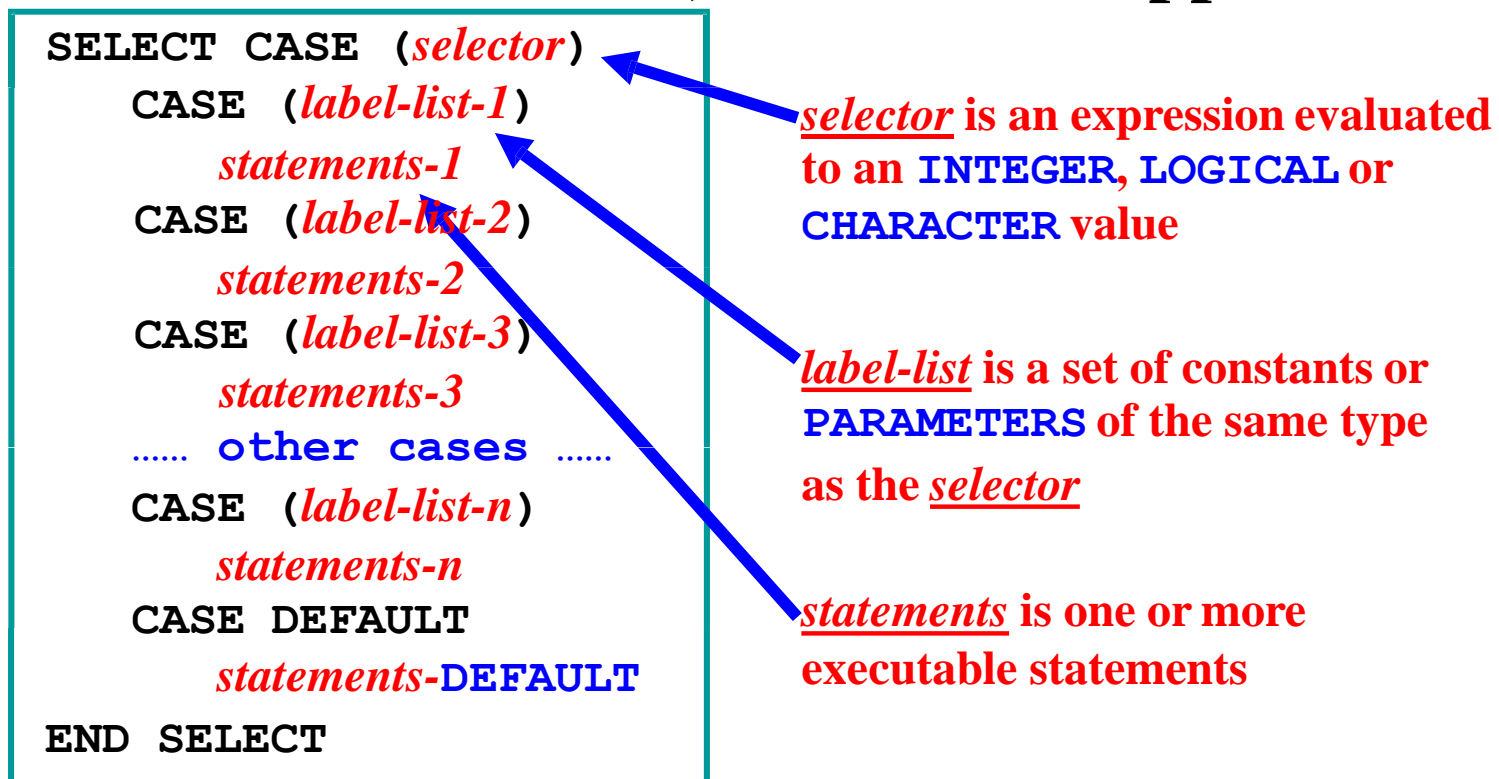 SELECT CASE (selector)
CASE (label-list-1)
statements-1
CASE (label-list-2)
statements-2
CASE (label-list-3)
statements-3
…… other cases ……
CASE (label-list-n)
statements-n
CASE DEFAULT
statements-DEFAULT
END SELECT
selector is an expression evaluated
to an INTEGER, LOGICAL or
CHARACTER value
label-list is a set of constants or
PARAMETERS of the same type
as the selector
statements is one or more
executable statements